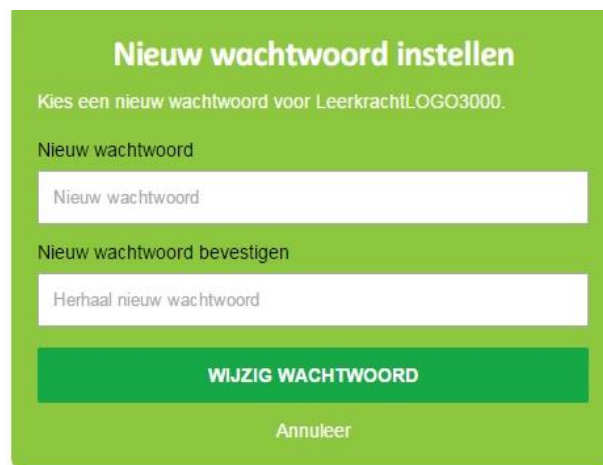 Nieuw wachtwoord instellen
Kies een nieuw wachtwoord voor LeerkrachtLOGO3000.
Nieuw wachtwoord
Nieuw wachtwoord
Nieuw wachtwoord bevestigen
Herhaal nieuw wachtwoord
WIJZIG WACHTWOORD
Annuleer